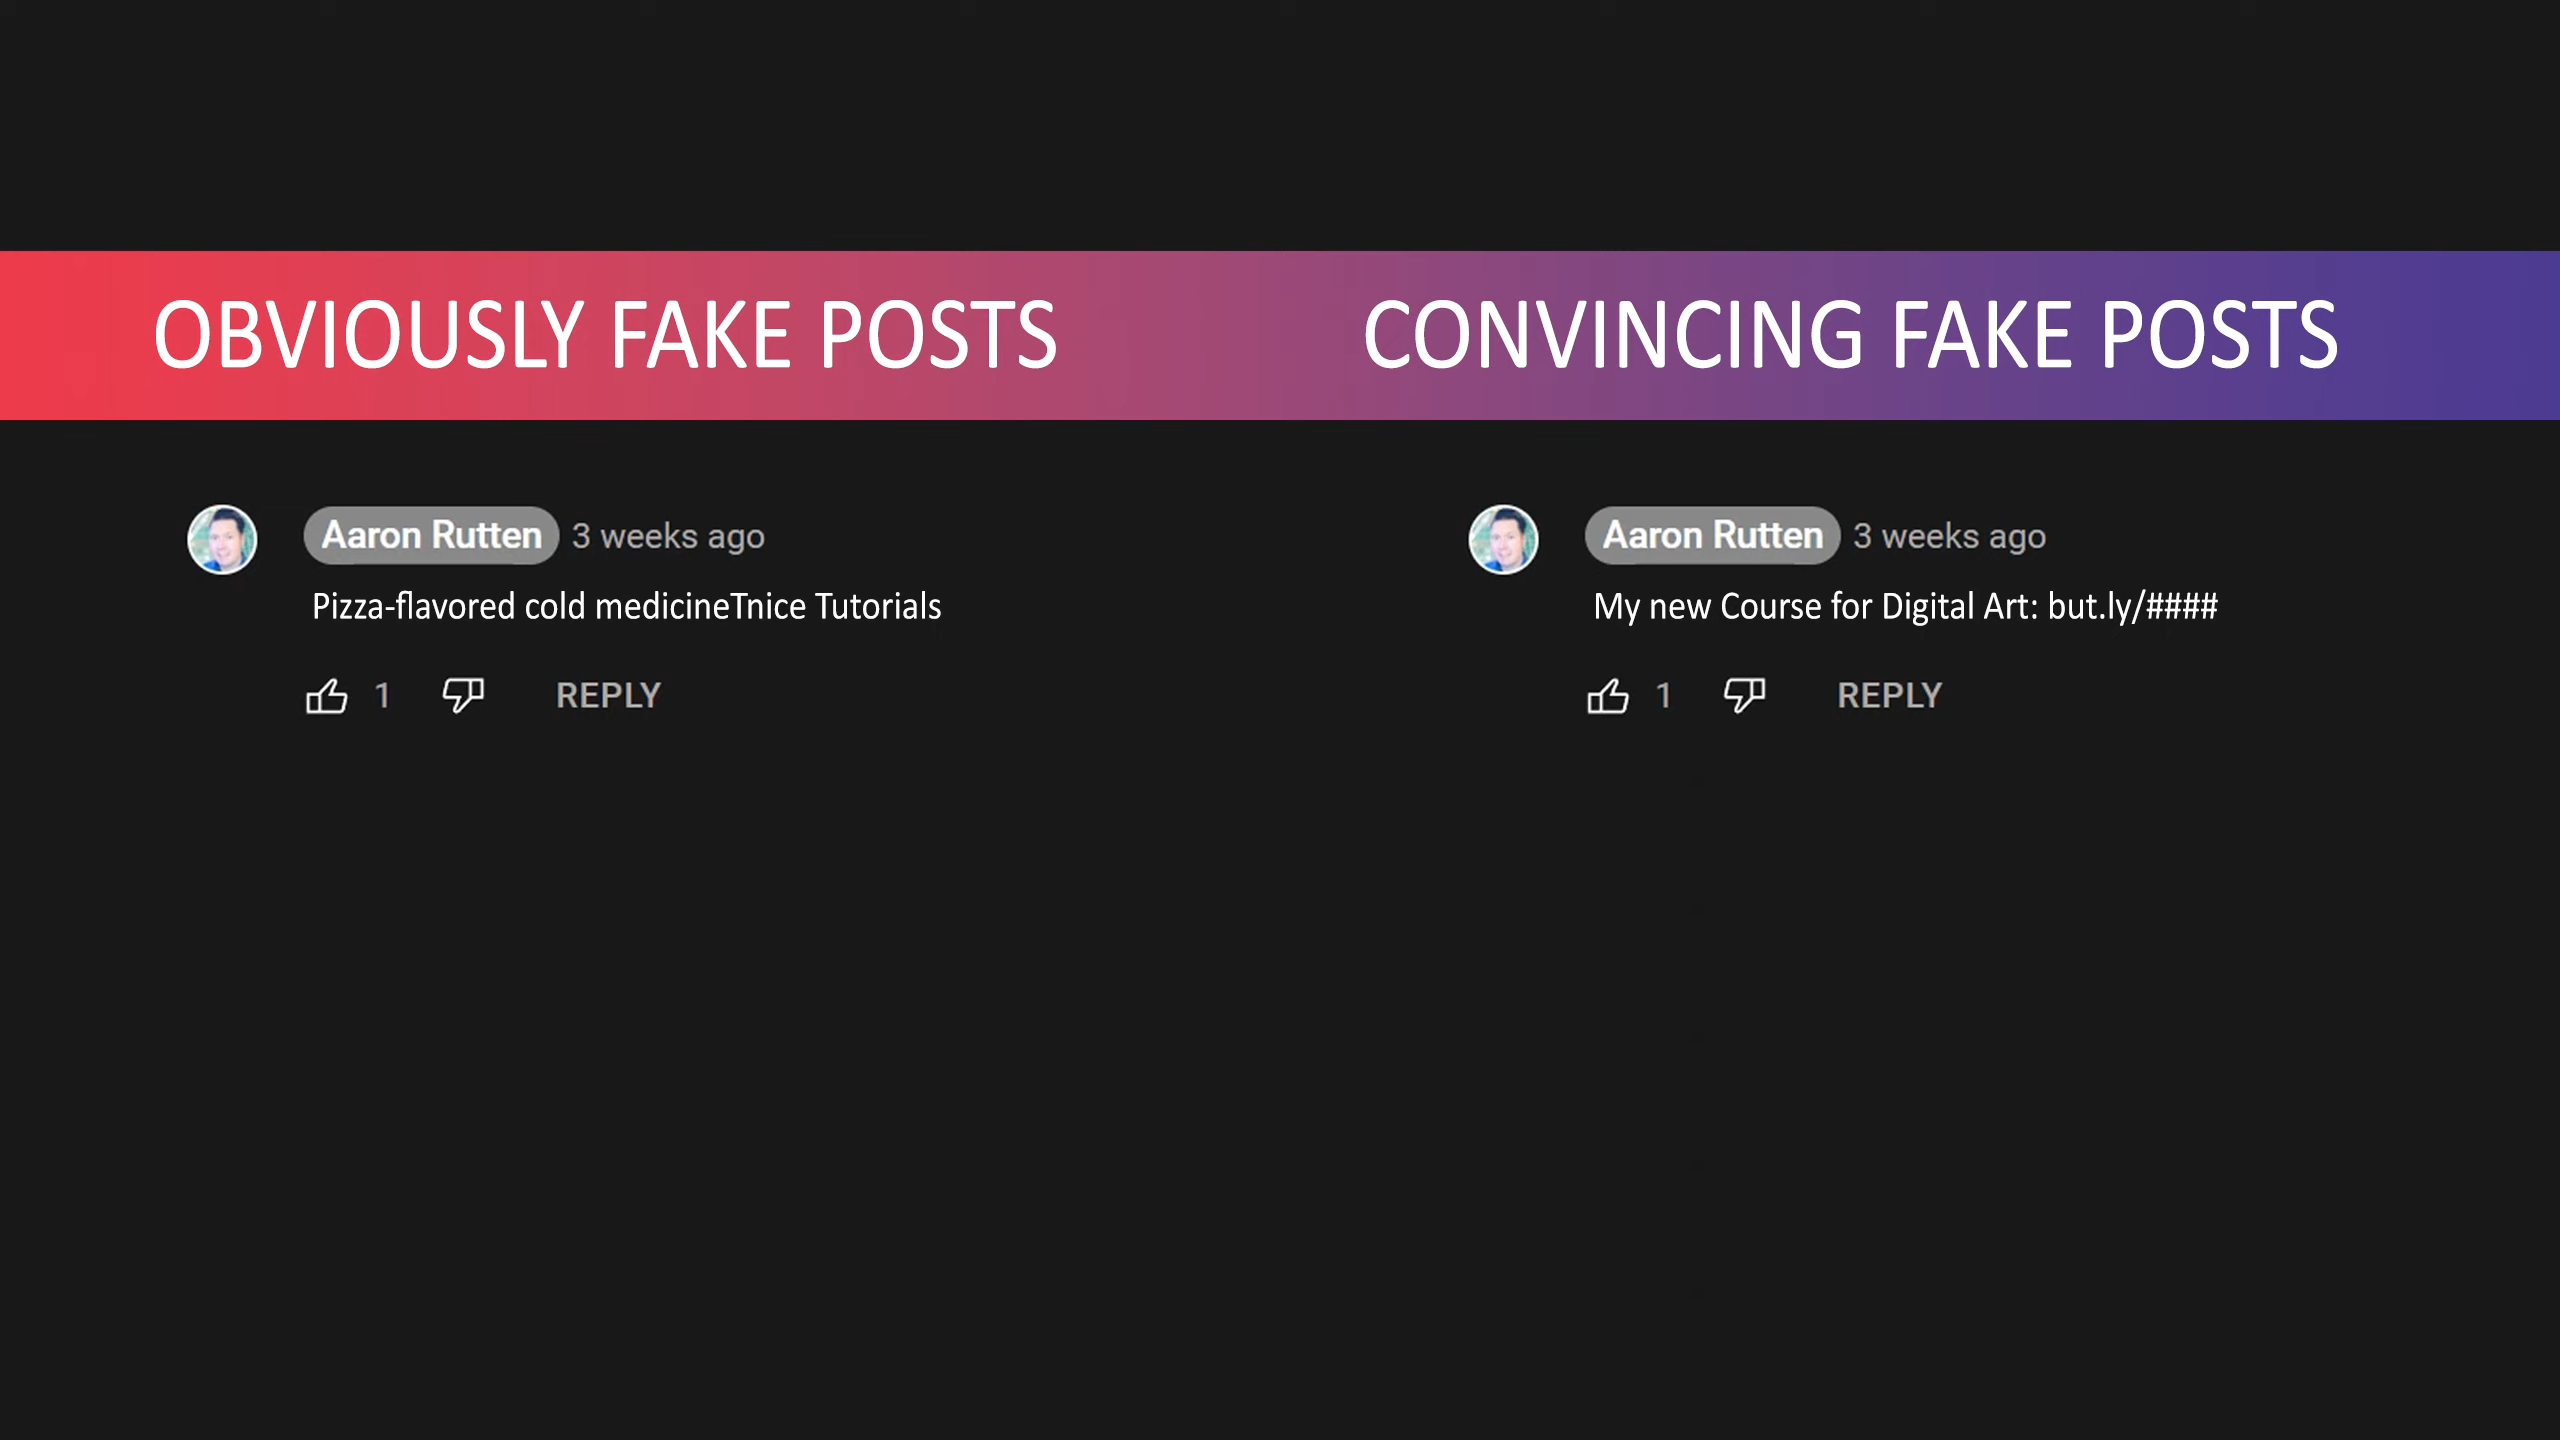 OBVIOUSLY FAKE POSTS
CONVINCING FAKE POSTS
Aaron Rutten 3 weeks ago
Pizza-flavored cold medicineTnice Tutorials
1 REPLY
Aaron Rutten 3 weeks ago
My new Course for Digital Art: but.ly/####
1 REPLY